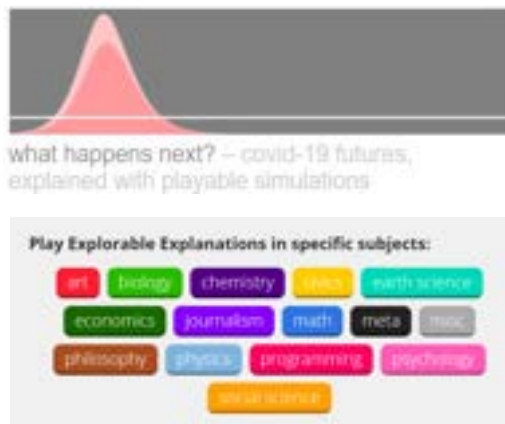 what happens next? – covid-19 futures,
explained with playable simulations
Play Explorable Explanations in specific subjects:
art biology chemistry civics earth science
economics journalism math meta misc
philosophy physics programming psychology
social science